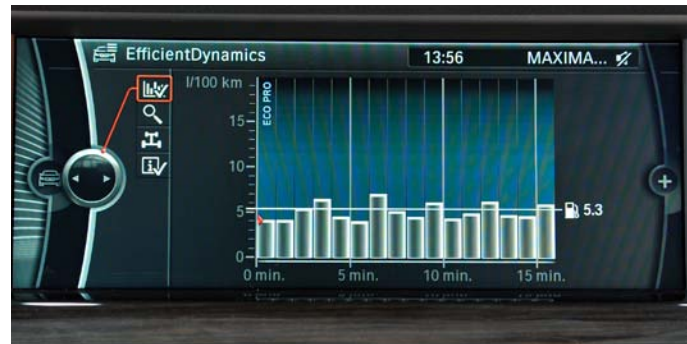 EfficientDynamics
13:56
MAXIMA...
l/100 km
ECO PRO
15
10
5
0
5.3
0 min.
5 min.
10 min.
15 min.